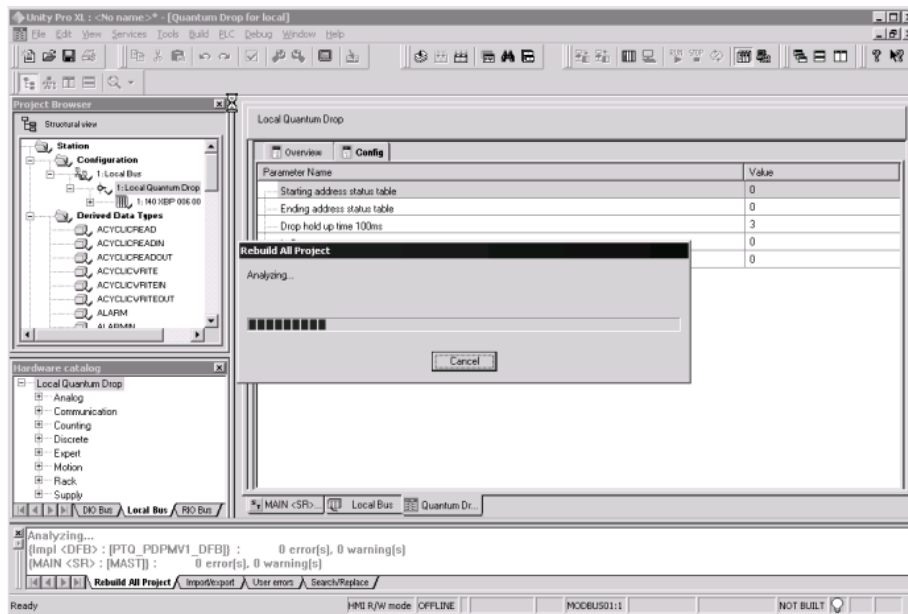 Unity Pro XL : <No name>* - [Quantum Drop for local]
File Edit View Services Tools Build PLC Debug Window Help
Project Browser
Structural view
Station
Configuration
1: Local Bus
1: Local Quantum Drop
1: 140 XBP 006 00
Derived Data Types
ACYCLICREAD
ACYCLICREADIN
ACYCLICREADOUT
ACYCLICWRITE
ACYCLICWRITEIN
ACYCLICWRITEOUT
ALARM
ALARMIN
Hardware catalog
Local Quantum Drop
Analog
Communication
Counting
Discrete
Expert
Motion
Rack
Supply
DIO Bus Local Bus RIO Bus
Local Quantum Drop
Overview Config
Parameter Name Value
Starting address status table 0
Ending address status table 0
Drop hold up time 100ms 3
0
0
Rebuild All Project
Analyzing...
Cancel
MAIN <SR>... Local Bus Quantum Dr...
Analyzing...
{Impl <DFB> : [PTQ_PDPMV1_DFB]} : 0 error(s), 0 warning(s)
{MAIN <SR> : [MAST]} : 0 error(s), 0 warning(s)
Rebuild All Project Import/export User errors Search/Replace
Ready HMI R/W mode OFFLINE MODBUS01:1 NOT BUILT